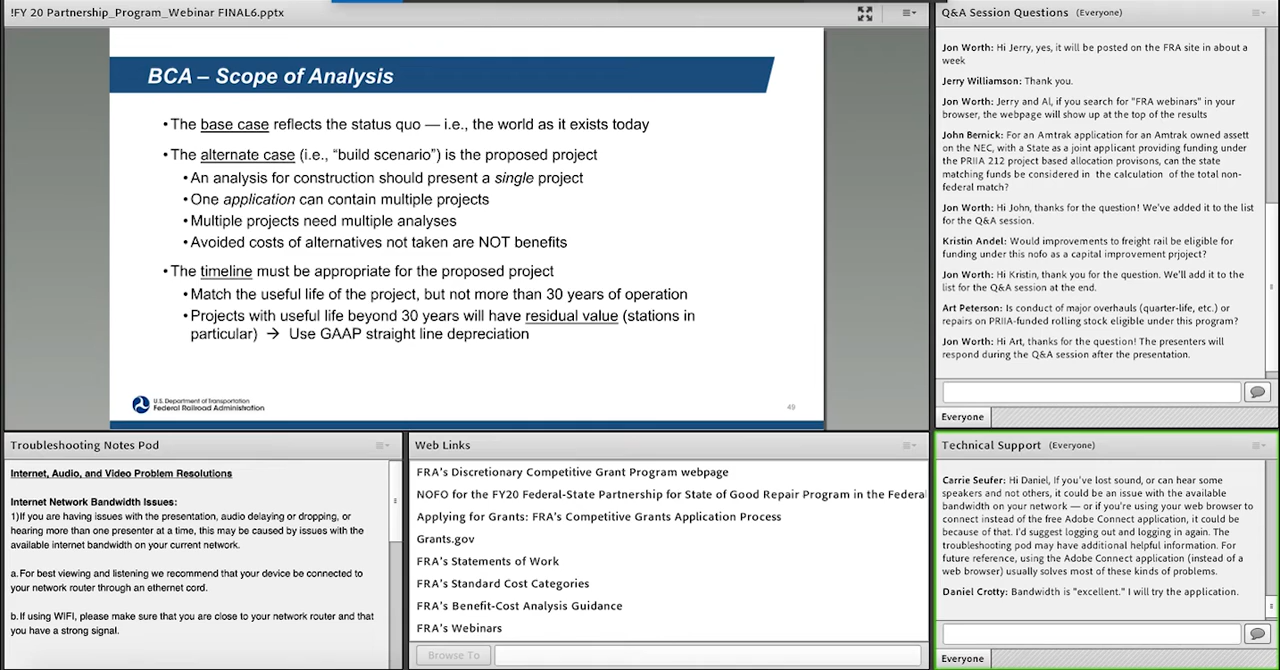 !FY 20 Partnership_Program_Webinar FINAL6.pptx
BCA – Scope of Analysis
•The base case reflects the status quo — i.e., the world as it exists today
•The alternate case (i.e., “build scenario”) is the proposed project
•An analysis for construction should present a single project
•One application can contain multiple projects
•Multiple projects need multiple analyses
•Avoided costs of alternatives not taken are NOT benefits
•The timeline must be appropriate for the proposed project
•Match the useful life of the project, but not more than 30 years of operation
•Projects with useful life beyond 30 years will have residual value (stations in
particular) → Use GAAP straight line depreciation
U.S. Department of Transportation
Federal Railroad Administration
49
Q&A Session Questions (Everyone)
Jon Worth: Hi Jerry, yes, it will be posted on the FRA site in about a
week
Jerry Williamson: Thank you.
Jon Worth: Jerry and Al, if you search for "FRA webinars" in your
browser, the webpage will show up at the top of the results
John Bernick: For an Amtrak application for an Amtrak owned assett
on the NEC, with a State as a joint applicant providing funding under
the PRIIA 212 project based allocation provisons, can the state
matching funds be considered in the calculation of the total non-
federal match?
Jon Worth: Hi John, thanks for the question! We've added it to the list
for the Q&A session.
Kristin Andel: Would improvements to freight rail be eligible for
funding under this nofo as a capital improvement prioject?
Jon Worth: Hi Kristin, thank you for the question. We'll add it to the
list for the Q&A session at the end.
Art Peterson: Is conduct of major overhauls (quarter-life, etc.) or
repairs on PRIIA-funded rolling stock eligible under this program?
Jon Worth: Hi Art, thanks for the question! The presenters will
respond during the Q&A session after the presentation.
Everyone
Troubleshooting Notes Pod
Internet, Audio, and Video Problem Resolutions
Internet Network Bandwidth Issues:
1)If you are having issues with the presentation, audio delaying or dropping, or
hearing more than one presenter at a time, this may be caused by issues with the
available internet bandwidth on your current network.
a.For best viewing and listening we recommend that your device be connected to
your network router through an ethernet cord.
b.If using WIFI, please make sure that you are close to your network router and that
you have a strong signal.
Web Links
FRA's Discretionary Competitive Grant Program webpage
NOFO for the FY20 Federal-State Partnership for State of Good Repair Program in the Federal
Applying for Grants: FRA's Competitive Grants Application Process
Grants.gov
FRA's Statements of Work
FRA's Standard Cost Categories
FRA's Benefit-Cost Analysis Guidance
FRA's Webinars
Browse To
Technical Support (Everyone)
Carrie Seufer: Hi Daniel, If you've lost sound, or can hear some
speakers and not others, it could be an issue with the available
bandwidth on your network — or if you're using your web browser to
connect instead of the free Adobe Connect application, it could be
because of that. I'd suggest logging out and logging in again. The
troubleshooting pod may have additional helpful information. For
future reference, using the Adobe Connect application (instead of a
web browser) usually solves most of these kinds of problems.
Daniel Crotty: Bandwidth is "excellent." I will try the application.
Everyone